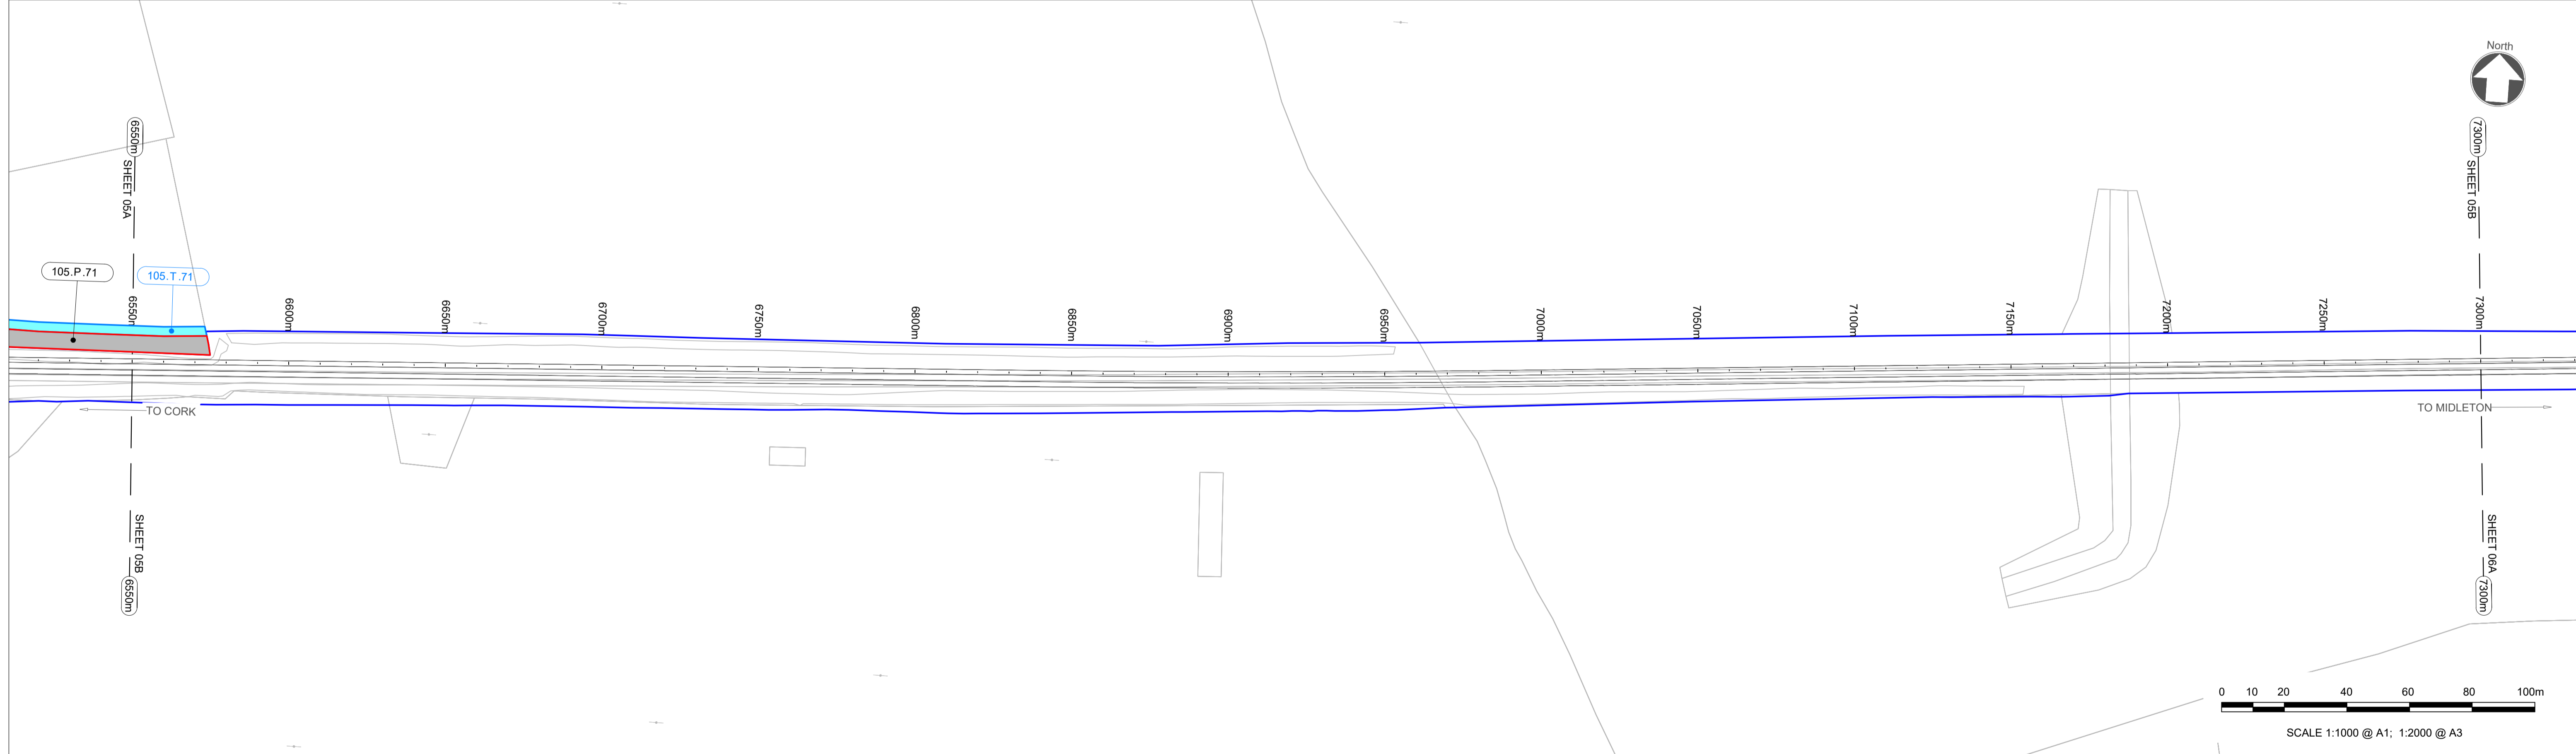 North
6550m
SHEET 05A
7300m
SHEET 05B
105.P.71
105.T.71
6550m
6600m
6650m
6700m
6750m
6800m
6850m
6900m
6950m
7000m
7050m
7100m
7150m
7200m
7250m
7300m
TO CORK
TO MIDLETON
SHEET 05B
6550m
SHEET 06A
7300m
0 10 20 40 60 80 100m
SCALE 1:1000 @ A1; 1:2000 @ A3